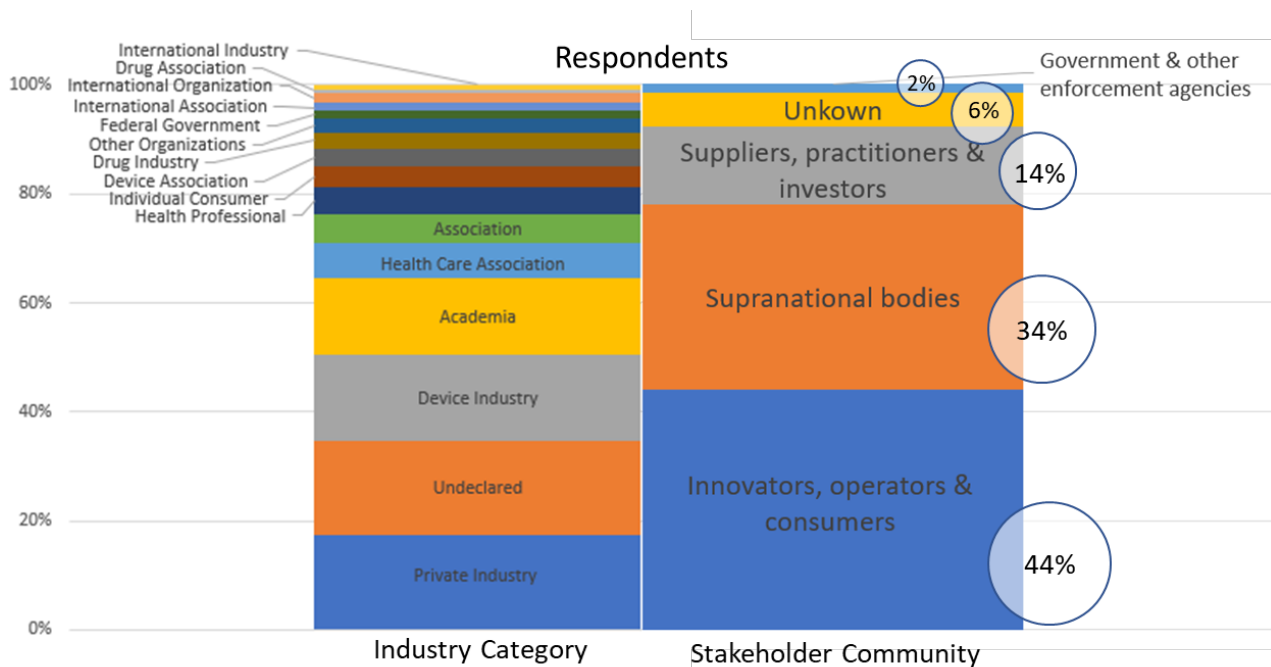 Respondents
International Industry
Drug Association
International Organization
International Association
Federal Government
Other Organizations
Drug Industry
Device Association
Individual Consumer
Health Professional
100%
80%
60%
40%
20%
0%
Association
Health Care Association
Academia
Device Industry
Undeclared
Private Industry
Government & other
enforcement agencies
2%
Unkown
6%
Suppliers, practitioners &
investors
14%
Supranational bodies
34%
Innovators, operators &
consumers
44%
Industry Category
Stakeholder Community